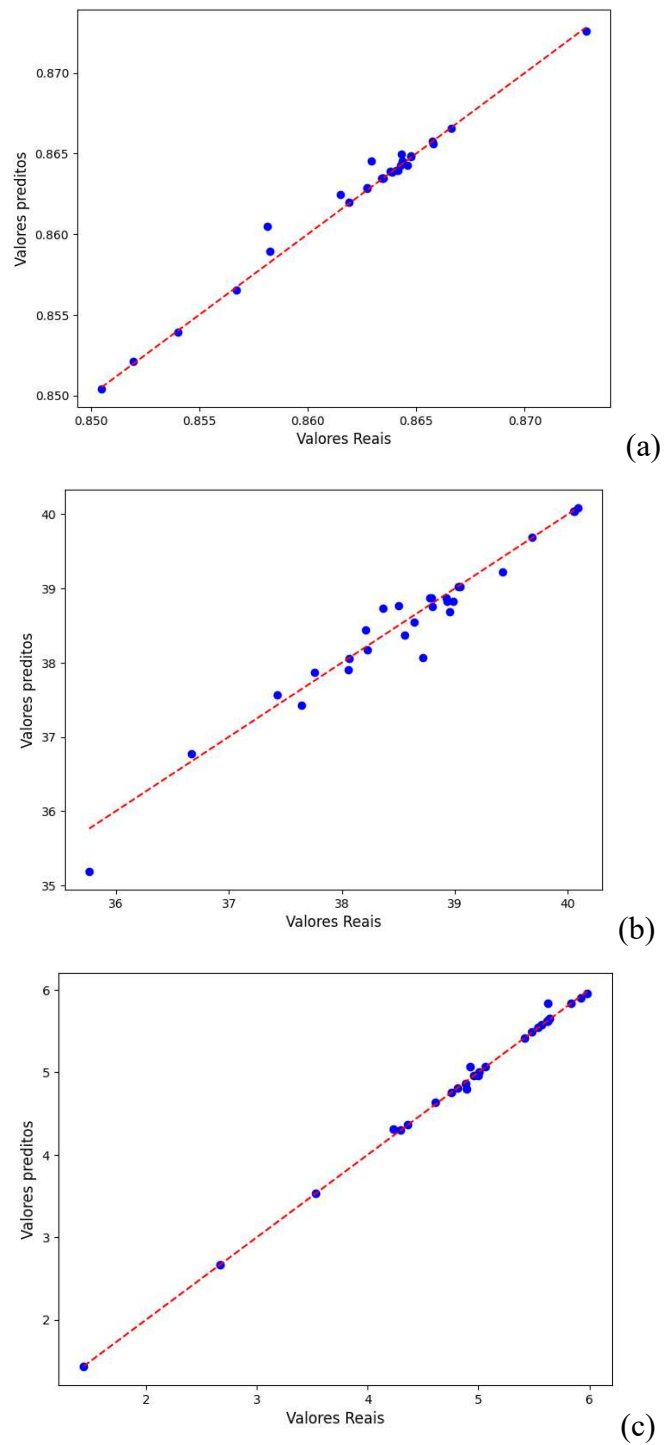 0.870
0.865
0.860
0.855
0.850
Valores preditos
0.850 0.855 0.860 0.865 0.870
Valores Reais
(a)
40
39
38
37
36
35
Valores preditos
36 37 38 39 40
Valores Reais
(b)
6
5
4
3
2
Valores preditos
2 3 4 5 6
Valores Reais
(c)